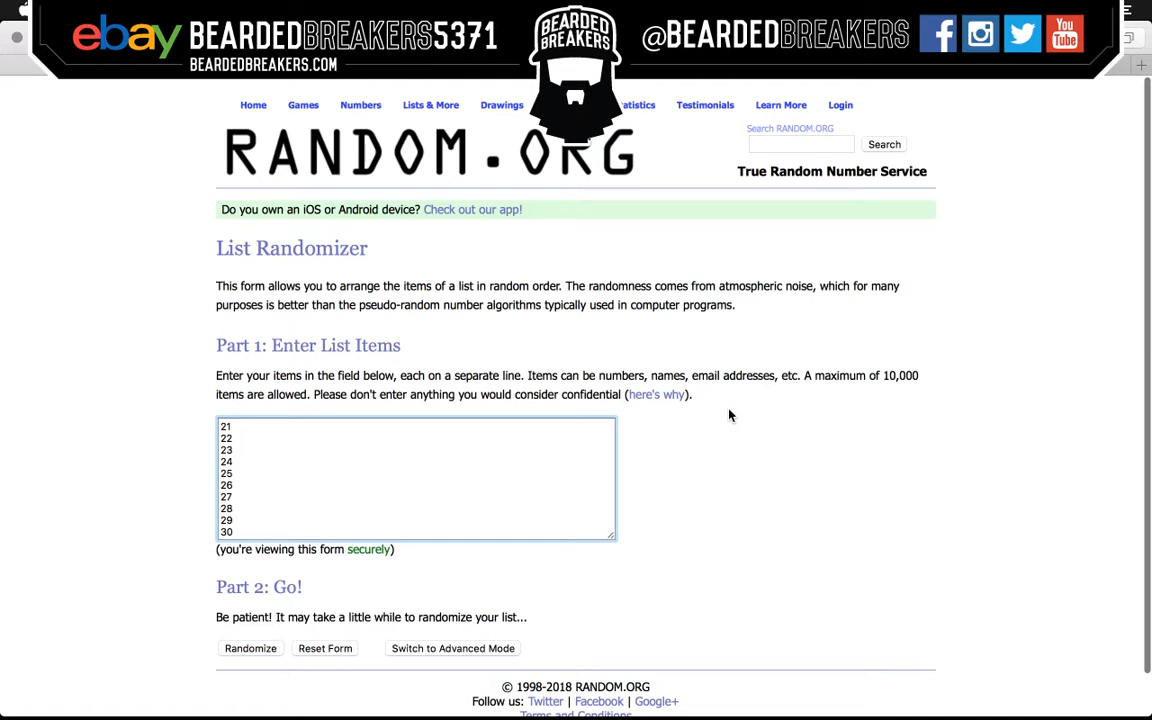 ebay BEARDEDBREAKERS5371
BEARDEDBREAKERS.COM
BEARDED
BREAKERS
@BEARDEDBREAKERS
You
Tube
Home Games Numbers Lists & More Drawings tatistics Testimonials Learn More Login
RANDOM.ORG
Search RANDOM.ORG
Search
True Random Number Service
Do you own an iOS or Android device? Check out our app!
List Randomizer
This form allows you to arrange the items of a list in random order. The randomness comes from atmospheric noise, which for many
purposes is better than the pseudo-random number algorithms typically used in computer programs.
Part 1: Enter List Items
Enter your items in the field below, each on a separate line. Items can be numbers, names, email addresses, etc. A maximum of 10,000
items are allowed. Please don't enter anything you would consider confidential (here's why).
21
22
23
24
25
26
27
28
29
30
(you're viewing this form securely)
Part 2: Go!
Be patient! It may take a little while to randomize your list...
Randomize Reset Form Switch to Advanced Mode
© 1998-2018 RANDOM.ORG
Follow us: Twitter | Facebook | Google+
Terms and Conditions